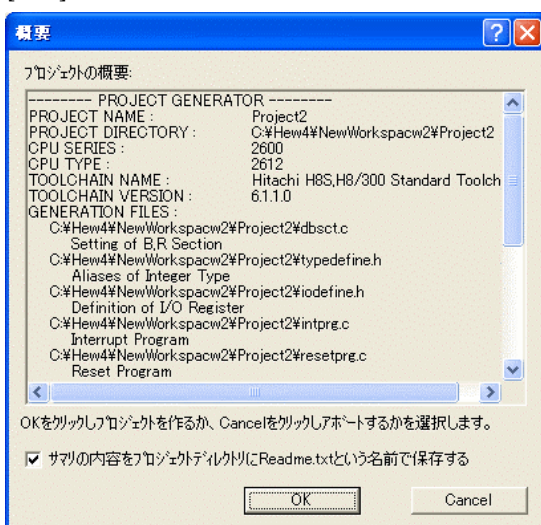 概要
プロジェクトの概要:
-------- PROJECT GENERATOR --------
PROJECT NAME : Project2
PROJECT DIRECTORY : C:¥Hew4¥NewWorkspacw2¥Project2
CPU SERIES : 2600
CPU TYPE : 2612
TOOLCHAIN NAME : Hitachi H8S,H8/300 Standard Toolch
TOOLCHAIN VERSION : 6.1.1.0
GENERATION FILES :
C:¥Hew4¥NewWorkspacw2¥Project2¥dbsct.c
Setting of B,R Section
C:¥Hew4¥NewWorkspacw2¥Project2¥typedefine.h
Aliases of Integer Type
C:¥Hew4¥NewWorkspacw2¥Project2¥iodefine.h
Definition of I/O Register
C:¥Hew4¥NewWorkspacw2¥Project2¥intprg.c
Interrupt Program
C:¥Hew4¥NewWorkspacw2¥Project2¥resetprg.c
Reset Program
OKをクリックしプロジェクトを作るか、Cancelをクリックしアボートするかを選択します。
サマリの内容をプロジェクトディレクトリにReadme.txtという名前で保存する
OK Cancel